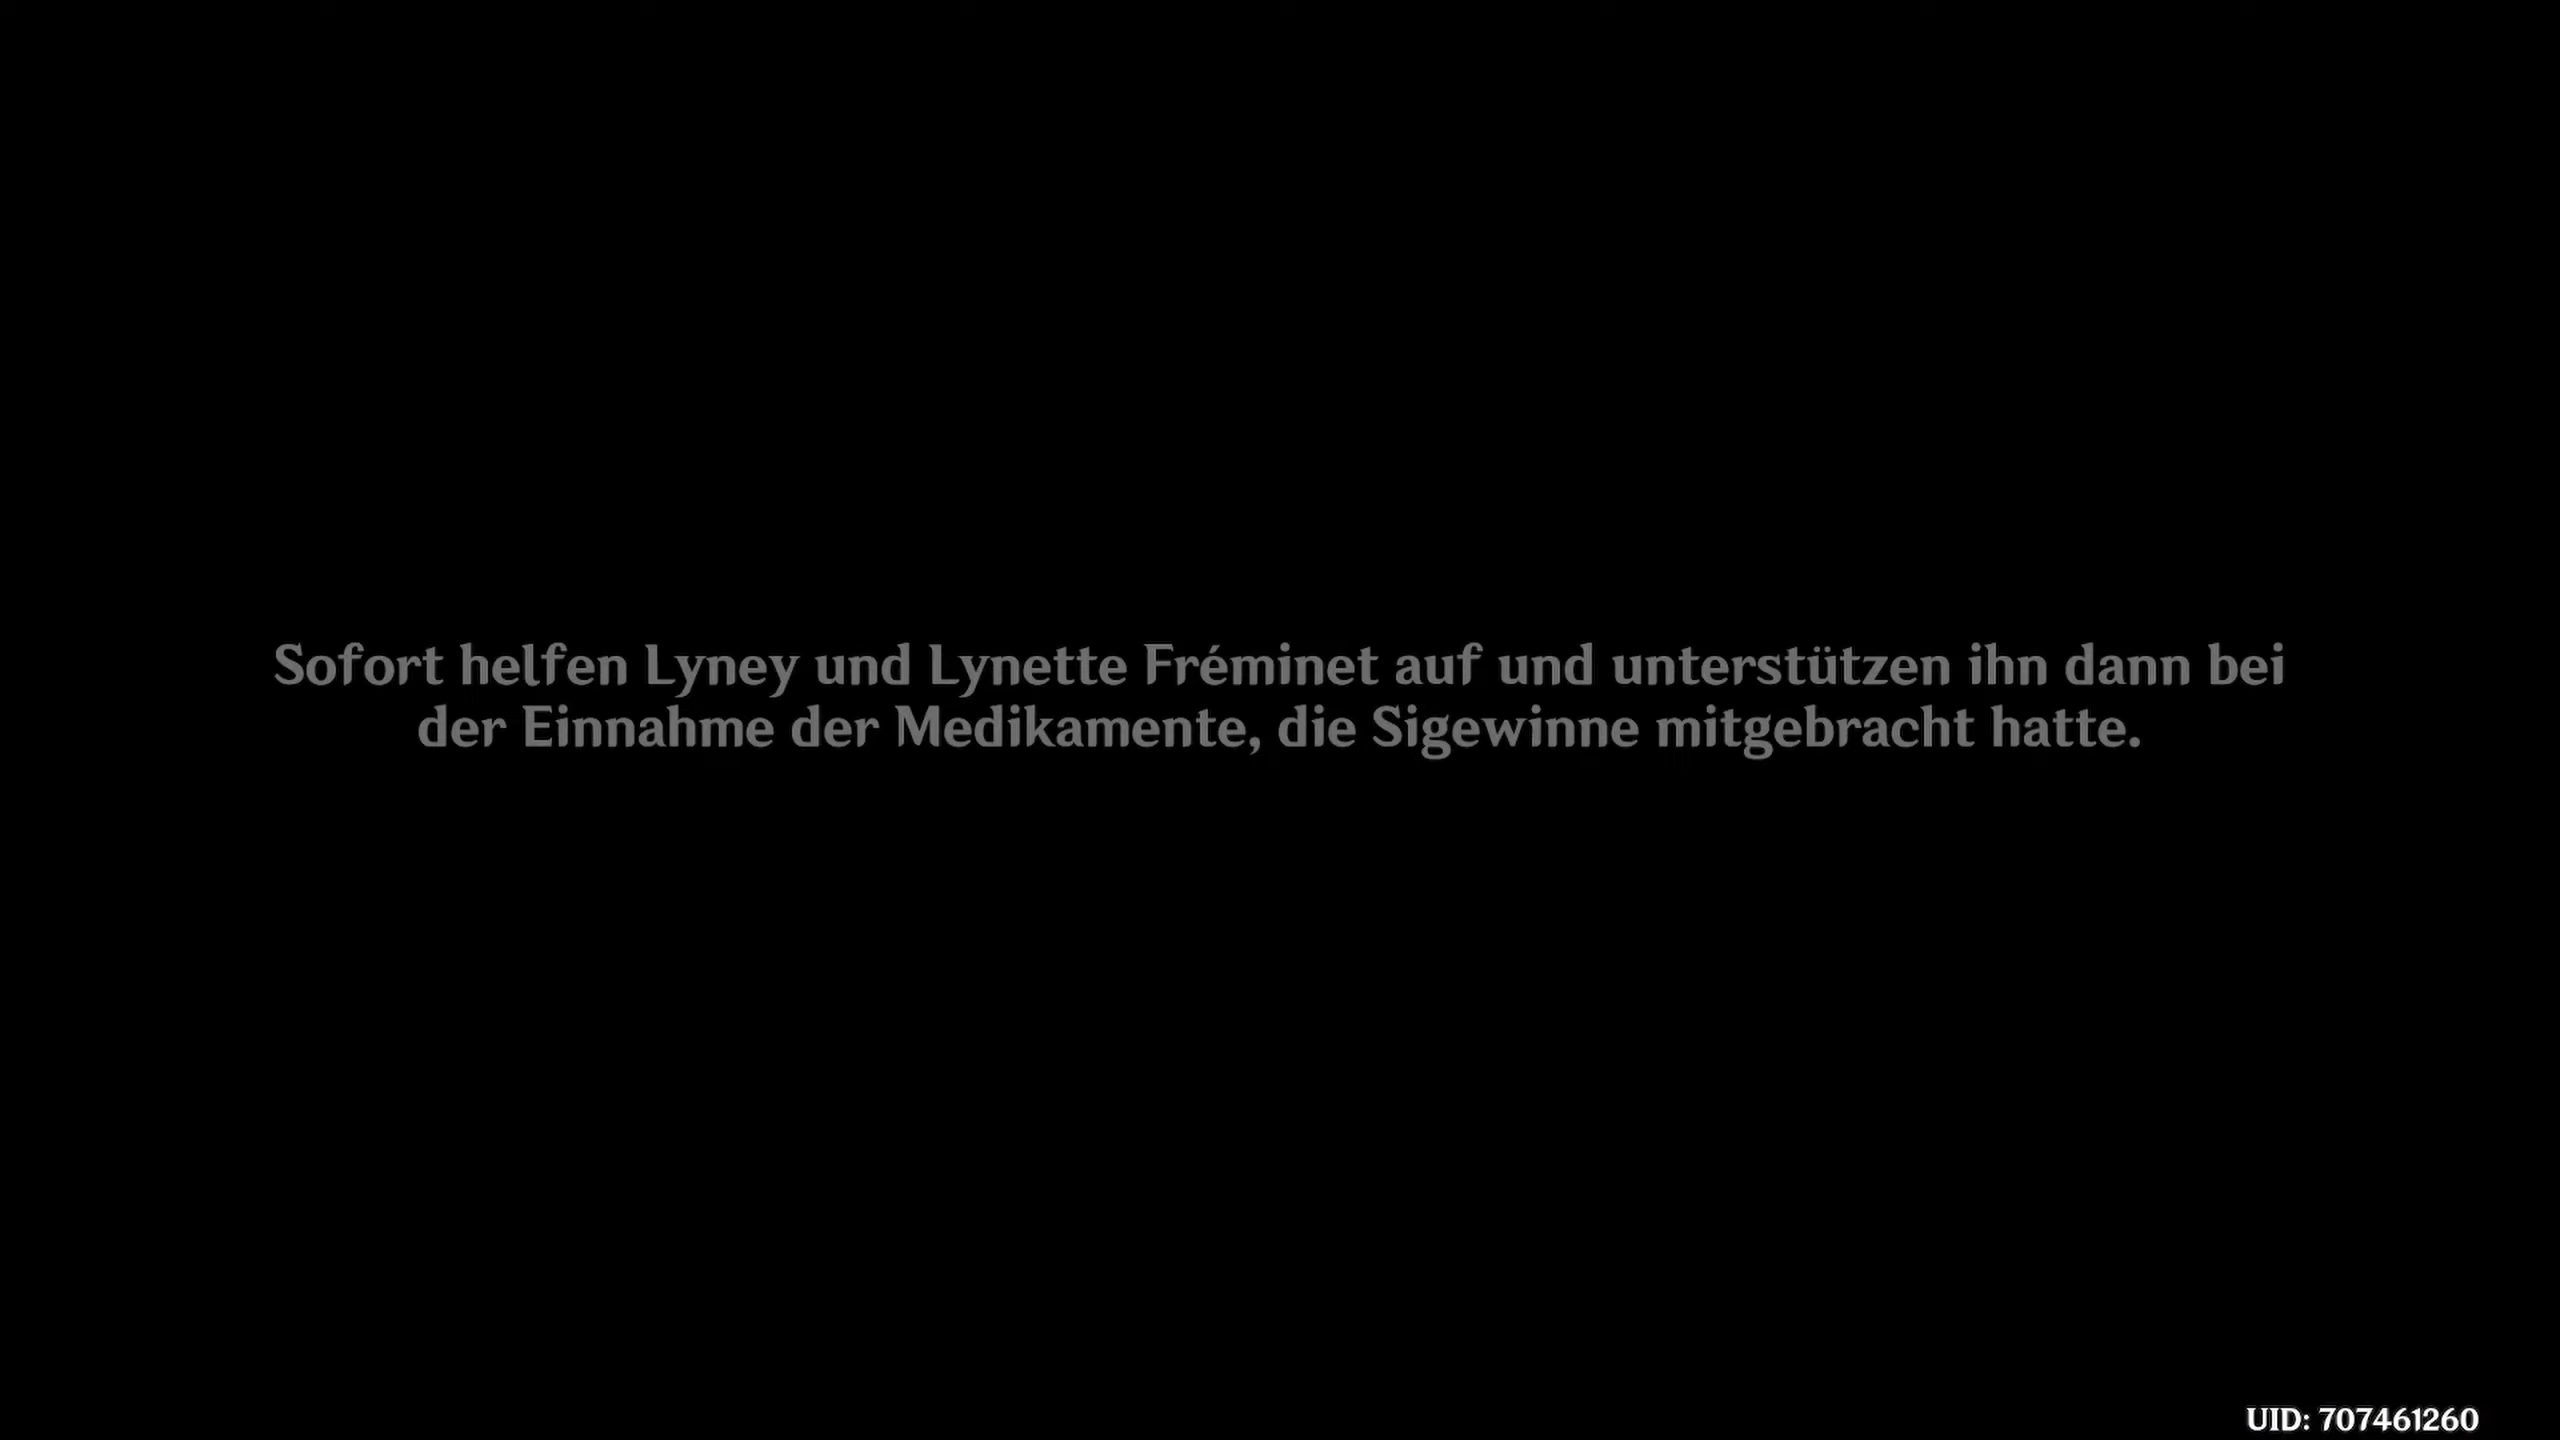 Sofort helfen Lyney und Lynette Fréminet auf und unterstützen ihn dann bei
der Einnahme der Medikamente, die Sigewinne mitgebracht hatte.
UID: 707461260